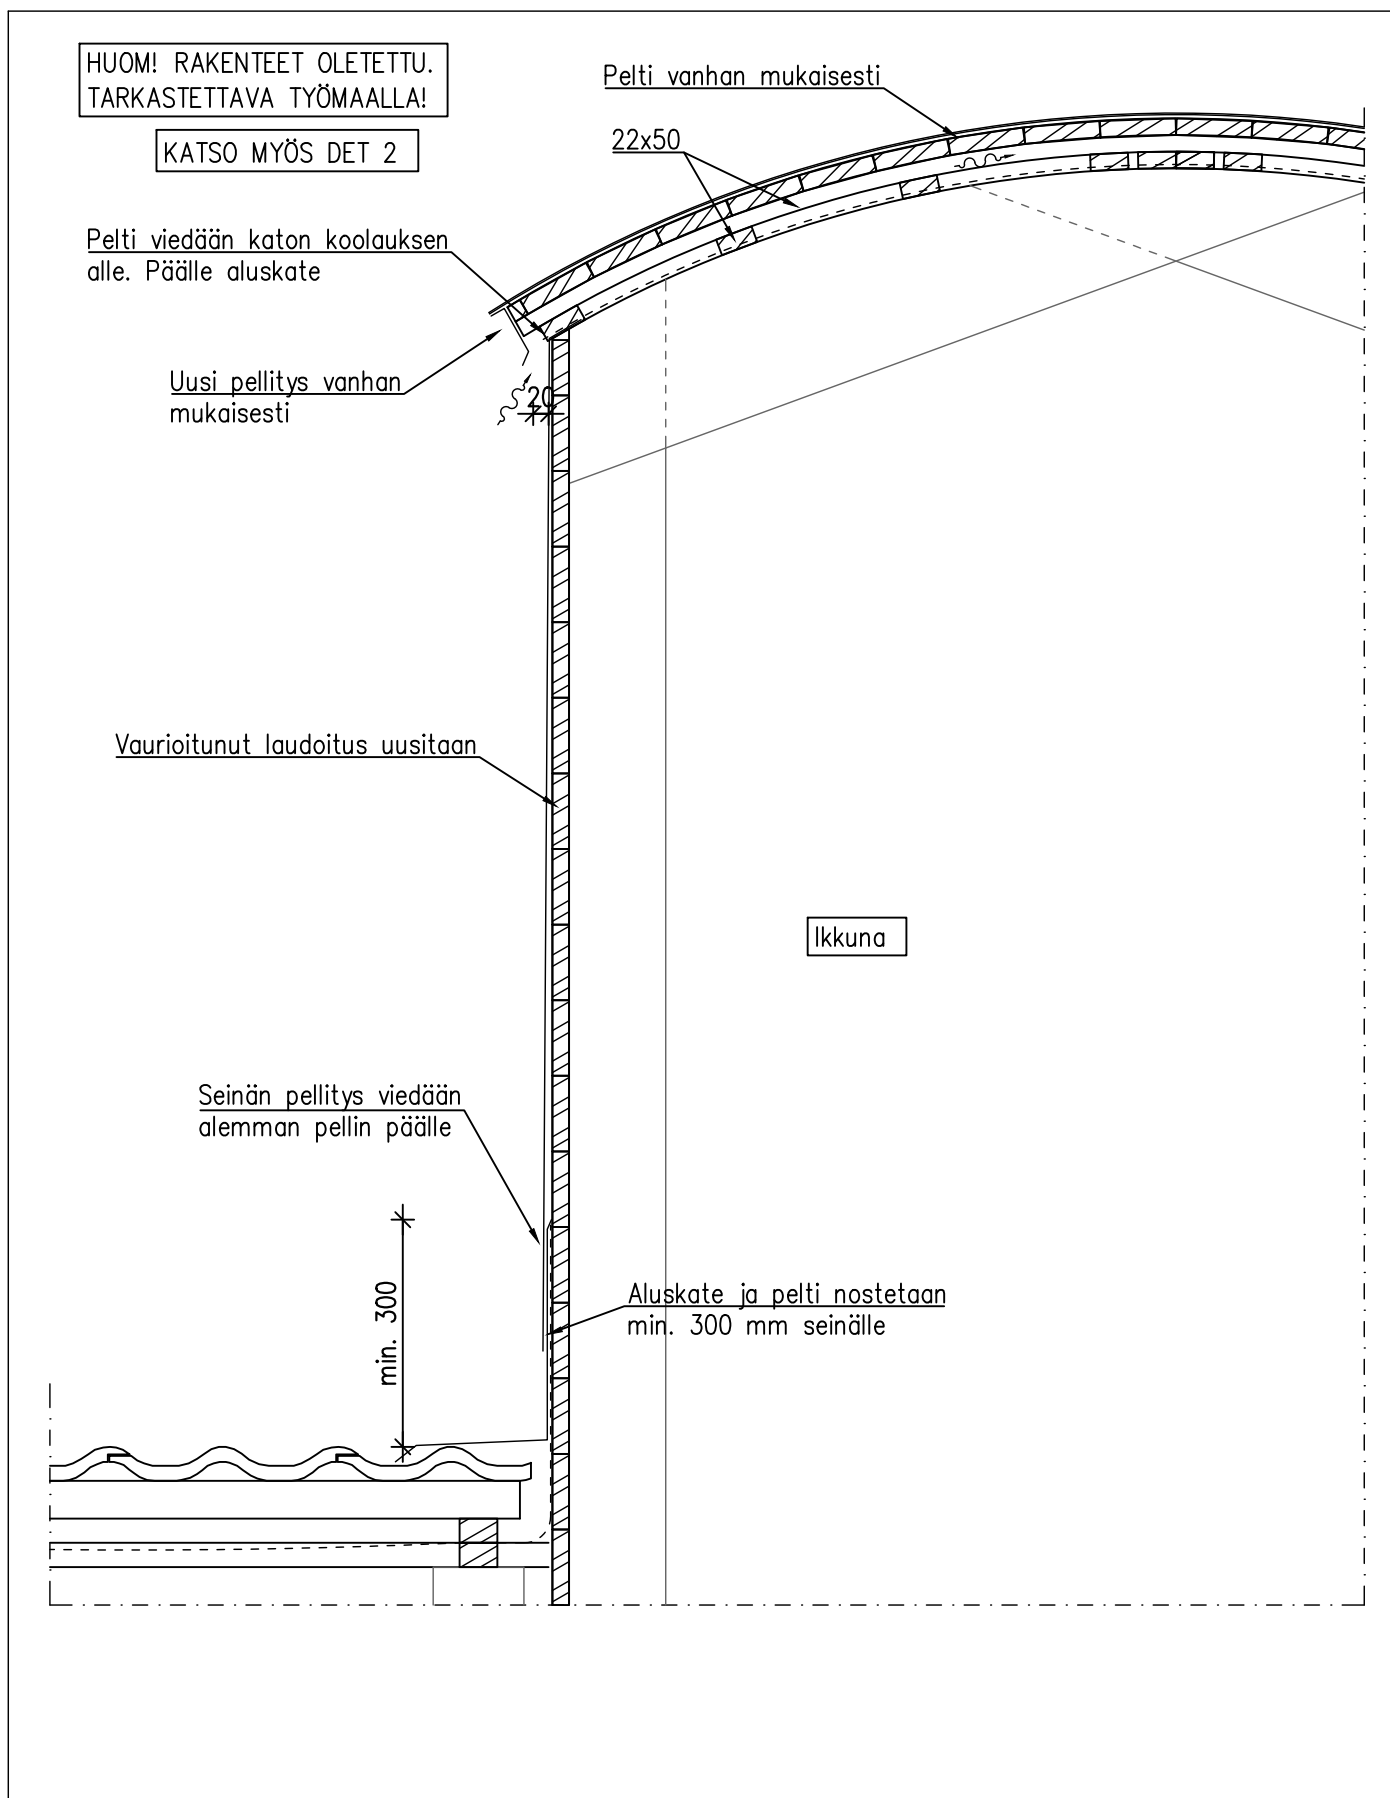 HUOM! RAKENTEET OLETETTU.
TARKASTETTAVA TYÖMAALLA!
KATSO MYÖS DET 2
Pelti vanhan mukaisesti
22x50
Pelti viedään katon koolauksen
alle. Päälle aluskate
Uusi pellitys vanhan
mukaisesti
20
Vaurioitunut laudoitus uusitaan
Ikkuna
Seinän pellitys viedään
alemman pellin päälle
min. 300
Aluskate ja pelti nostetaan
min. 300 mm seinälle